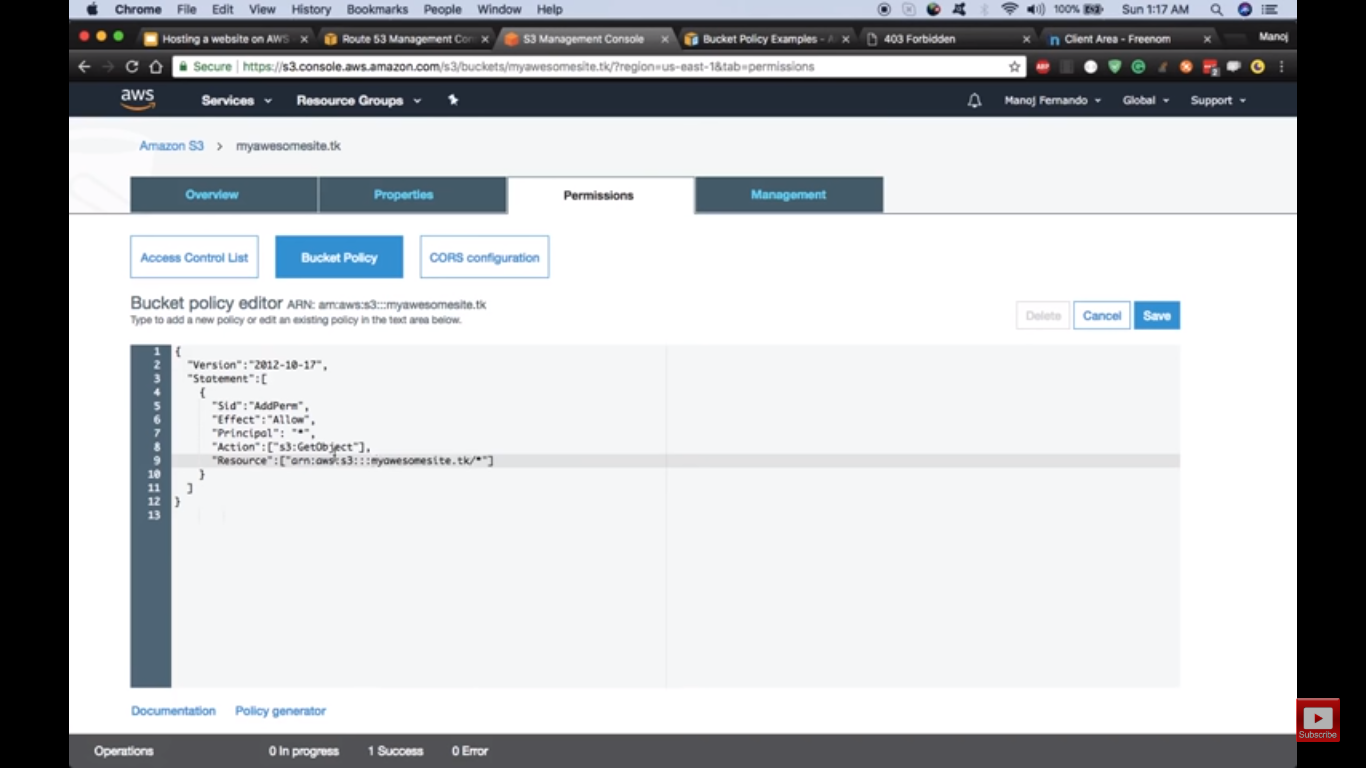 Chrome File Edit View History Bookmarks People Window Help 100% Sun 1:17 AM
Hosting a website on AWS Route 53 Management Con S3 Management Console Bucket Policy Examples - A 403 Forbidden Client Area - Freenom Manoj
Secure https://s3.console.aws.amazon.com/s3/buckets/myawesomesite.tk/?region=us-east-1&tab=permissions ABP
aws Services Resource Groups Manoj Fernando Global Support
Amazon S3 > myawesomesite.tk
Overview Properties Permissions Management
Access Control List Bucket Policy CORS configuration
Bucket policy editor ARN: arn:aws:s3:::myawesomesite.tk
Type to add a new policy or edit an existing policy in the text area below.
Delete Cancel Save
1 {
2 "Version":"2012-10-17",
3 "Statement":[
4 {
5 "Sid":"AddPerm",
6 "Effect":"Allow",
7 "Principal": "*",
8 "Action":["s3:GetObject"],
9 "Resource":["arn:aws:s3:::myawesomesite.tk/*"]
10 }
11 ]
12 }
13
Documentation Policy generator
Operations 0 In progress 1 Success 0 Error
Subscribe